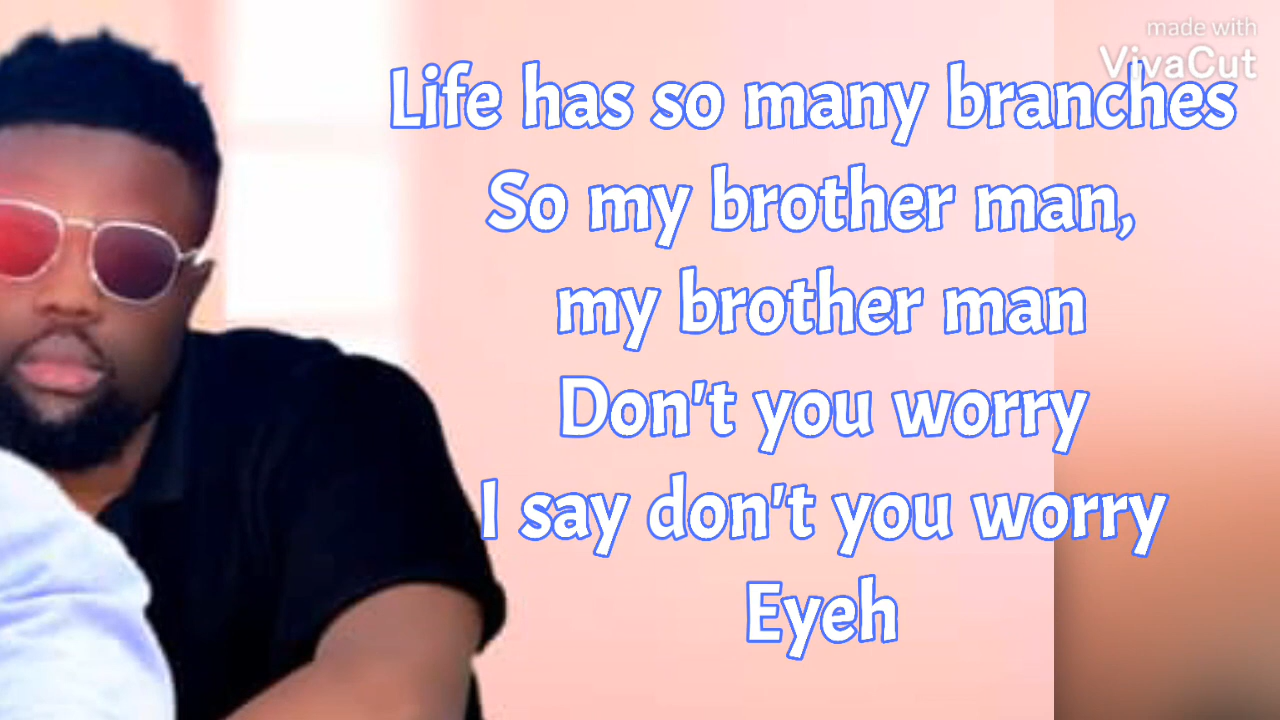 made with
VivaCut
Life has so many branches
So my brother man,
my brother man
Don't you worry
I say don't you worry
Eyeh